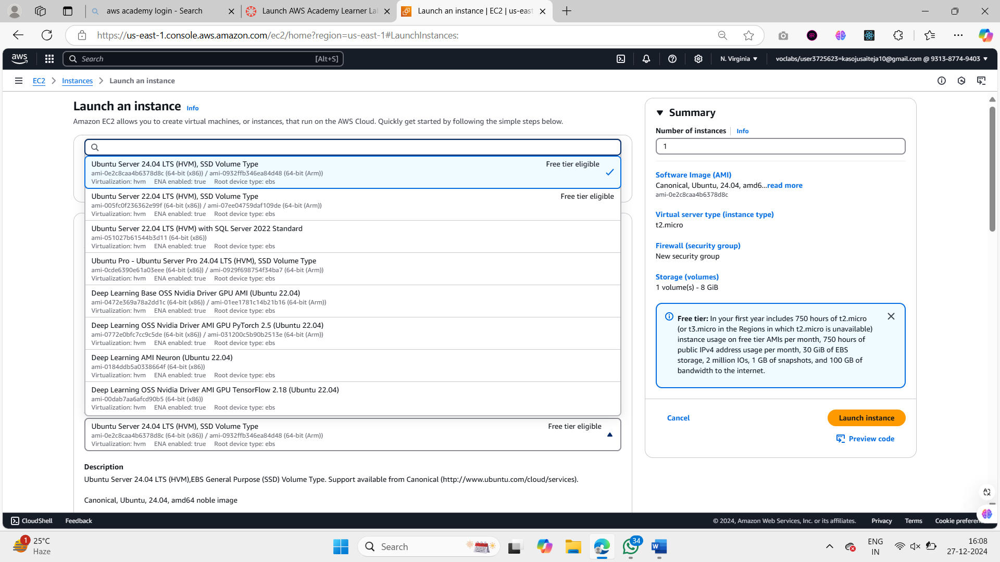 aws academy login - Search
Launch AWS Academy Learner La
Launch an instance | EC2 | us-east
https://us-east-1.console.aws.amazon.com/ec2/home?region=us-east-1#LaunchInstances:
aws
Search
[Alt+S]
N. Virginia
voclabs/user3725623=kasojusaiteja10@gmail.com @ 9313-8774-9403
EC2
Instances
Launch an instance
Launch an instance Info
Amazon EC2 allows you to create virtual machines, or instances, that run on the AWS Cloud. Quickly get started by following the simple steps below.
Ubuntu Server 24.04 LTS (HVM), SSD Volume Type
Free tier eligible
ami-0e2c8caa4b6378d8c (64-bit (x86)) / ami-0932ffb346ea84d48 (64-bit (Arm))
Virtualization: hvm ENA enabled: true Root device type: ebs
Ubuntu Server 22.04 LTS (HVM), SSD Volume Type
Free tier eligible
ami-005fc0f236362e99f (64-bit (x86)) / ami-07ee04759daf109de (64-bit (Arm))
Virtualization: hvm ENA enabled: true Root device type: ebs
Ubuntu Server 22.04 LTS (HVM) with SQL Server 2022 Standard
ami-051027b61544b3d11 (64-bit (x86))
Virtualization: hvm ENA enabled: true Root device type: ebs
Ubuntu Pro - Ubuntu Server Pro 24.04 LTS (HVM), SSD Volume Type
ami-0cde6390e61a03eee (64-bit (x86)) / ami-0929f698754f34ba7 (64-bit (Arm))
Virtualization: hvm ENA enabled: true Root device type: ebs
Deep Learning Base OSS Nvidia Driver GPU AMI (Ubuntu 22.04)
ami-0472e369a78a2dd1c (64-bit (x86)) / ami-01ee1781c14b21b16 (64-bit (Arm))
Virtualization: hvm ENA enabled: true Root device type: ebs
Deep Learning OSS Nvidia Driver AMI GPU PyTorch 2.5 (Ubuntu 22.04)
ami-0772e0bfc7cc9c5de (64-bit (x86)) / ami-031200c5b90b2513e (64-bit (Arm))
Virtualization: hvm ENA enabled: true Root device type: ebs
Deep Learning AMI Neuron (Ubuntu 22.04)
ami-0184ddb5a0338664f (64-bit (x86))
Virtualization: hvm ENA enabled: true Root device type: ebs
Deep Learning OSS Nvidia Driver AMI GPU TensorFlow 2.18 (Ubuntu 22.04)
ami-00dab7aa6afcd90b5 (64-bit (x86))
Virtualization: hvm ENA enabled: true Root device type: ebs
Ubuntu Server 24.04 LTS (HVM), SSD Volume Type
Free tier eligible
ami-0e2c8caa4b6378d8c (64-bit (x86)) / ami-0932ffb346ea84d48 (64-bit (Arm))
Virtualization: hvm ENA enabled: true Root device type: ebs
Description
Ubuntu Server 24.04 LTS (HVM),EBS General Purpose (SSD) Volume Type. Support available from Canonical (http://www.ubuntu.com/cloud/services).
Canonical, Ubuntu, 24.04, amd64 noble image
Summary
Number of instances Info
1
Software Image (AMI)
Canonical, Ubuntu, 24.04, amd6...read more
ami-0e2c8caa4b6378d8c
Virtual server type (instance type)
t2.micro
Firewall (security group)
New security group
Storage (volumes)
1 volume(s) - 8 GiB
Free tier: In your first year includes 750 hours of t2.micro
(or t3.micro in the Regions in which t2.micro is unavailable)
instance usage on free tier AMIs per month, 750 hours of
public IPv4 address usage per month, 30 GiB of EBS
storage, 2 million IOs, 1 GB of snapshots, and 100 GB of
bandwidth to the internet.
Cancel
Launch instance
Preview code
CloudShell
Feedback
© 2024, Amazon Web Services, Inc. or its affiliates.
Privacy
Terms
Cookie preferen
1
25°C
Haze
Search
34
ENG
IN
16:08
27-12-2024